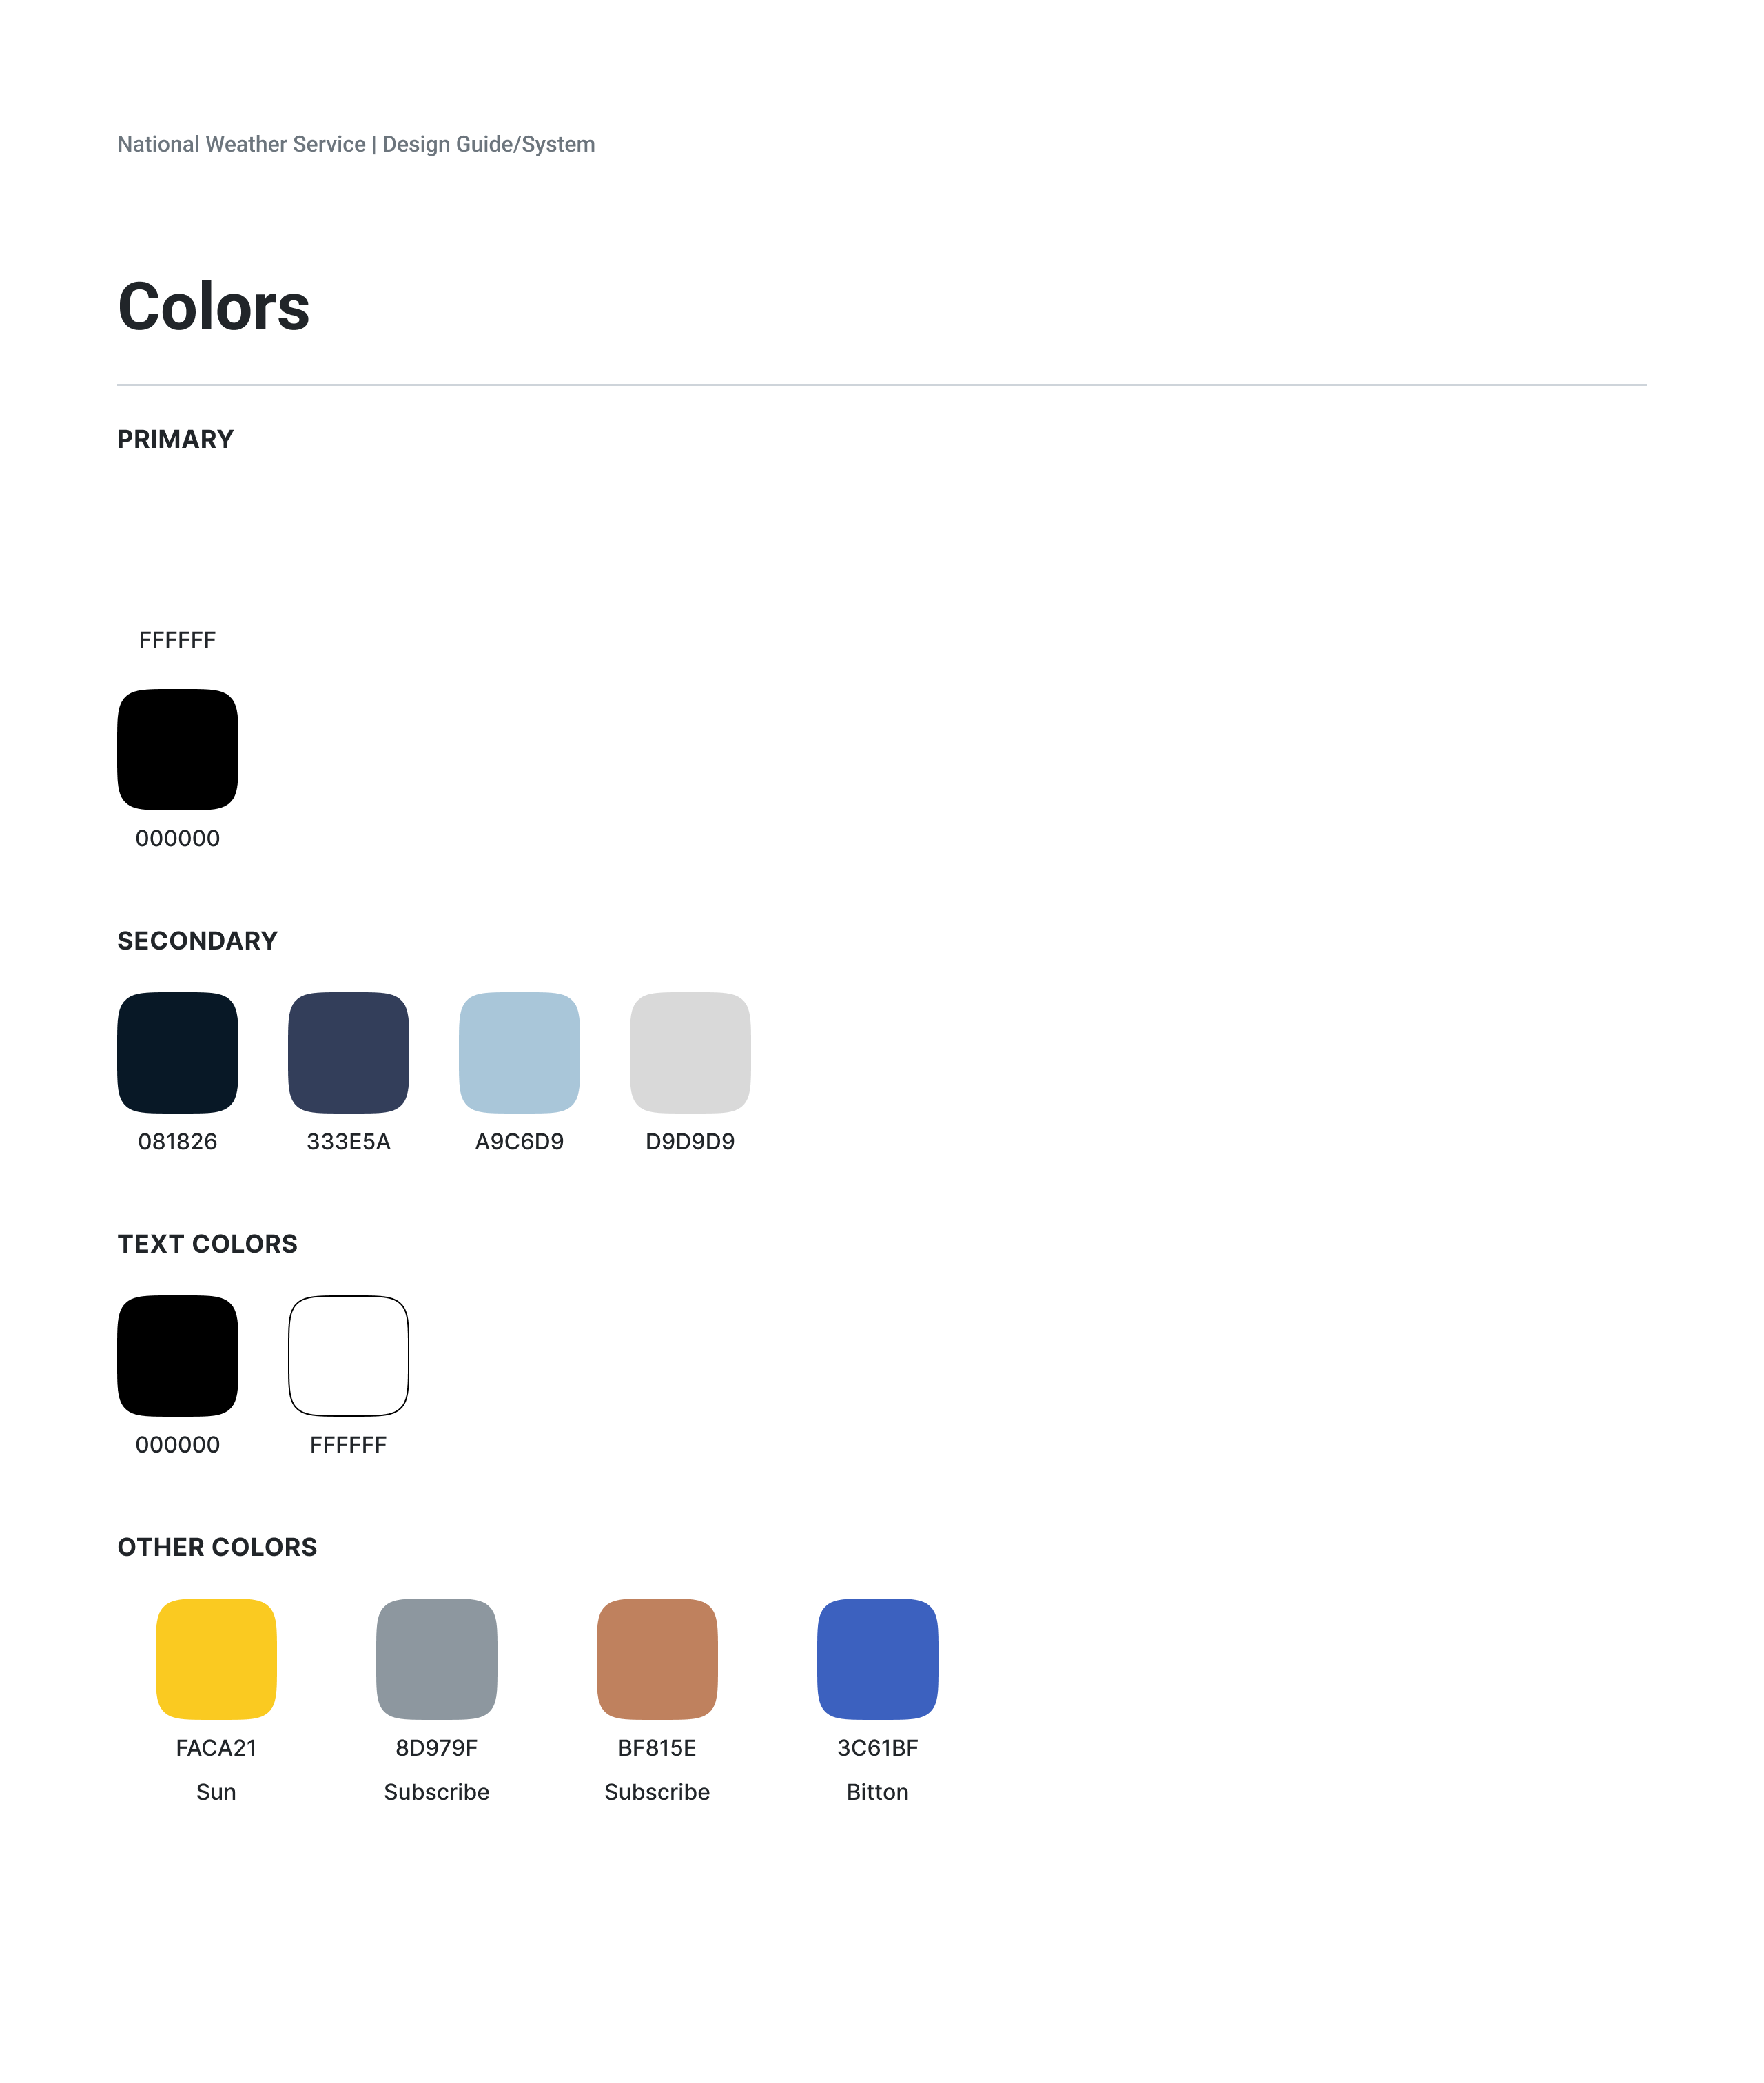 National Weather Service | Design Guide/System
Colors
PRIMARY
FFFFFF
000000
SECONDARY
081826 333E5A A9C6D9 D9D9D9
TEXT COLORS
000000 FFFFFF
OTHER COLORS
FACA21 8D979F BF815E 3C61BF
Sun Subscribe Subscribe Bitton